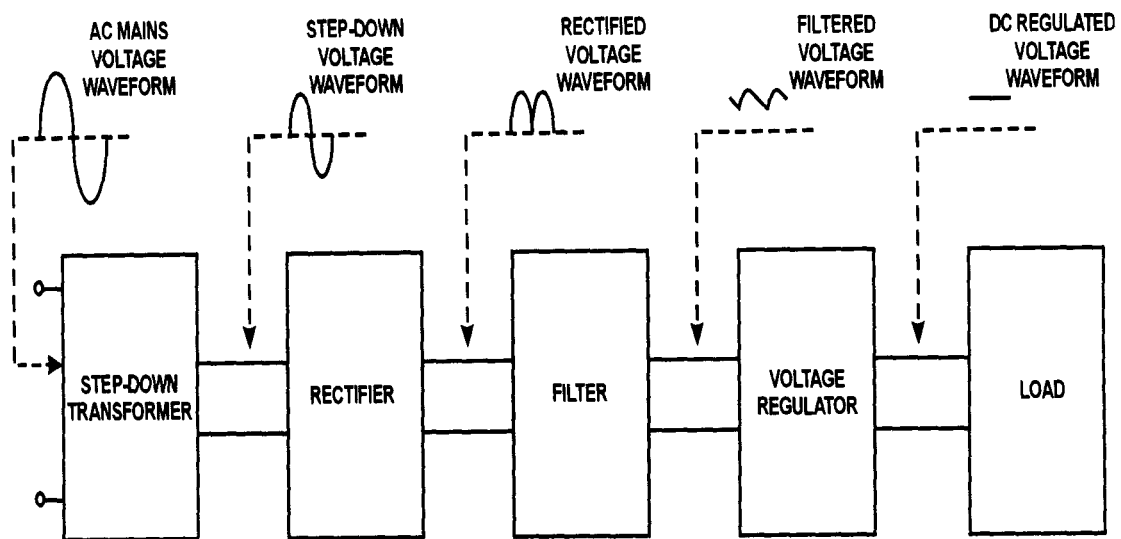 AC MAINS
VOLTAGE
WAVEFORM
STEP-DOWN
VOLTAGE
WAVEFORM
RECTIFIED
VOLTAGE
WAVEFORM
FILTERED
VOLTAGE
WAVEFORM
DC REGULATED
VOLTAGE
WAVEFORM
STEP-DOWN
TRANSFORMER
RECTIFIER
FILTER
VOLTAGE
REGULATOR
LOAD